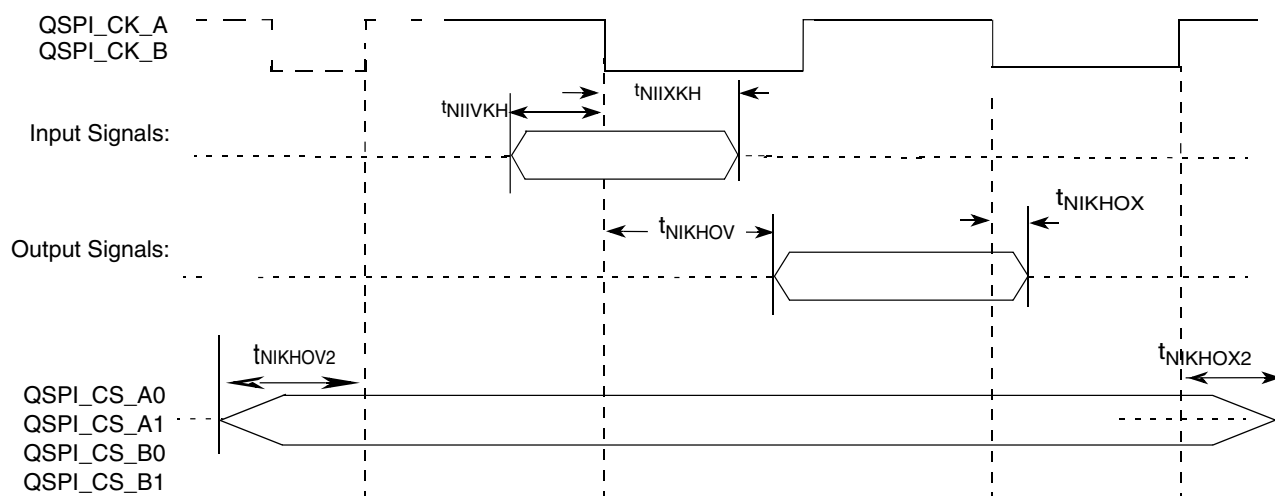 QSPI_CK_A
QSPI_CK_B
tNIIVKH
tNIIXKH
Input Signals:
tNIKHOX
tNIKHOV
Output Signals:
tNIKHOV2
tNIKHOX2
QSPI_CS_A0
QSPI_CS_A1
QSPI_CS_B0
QSPI_CS_B1